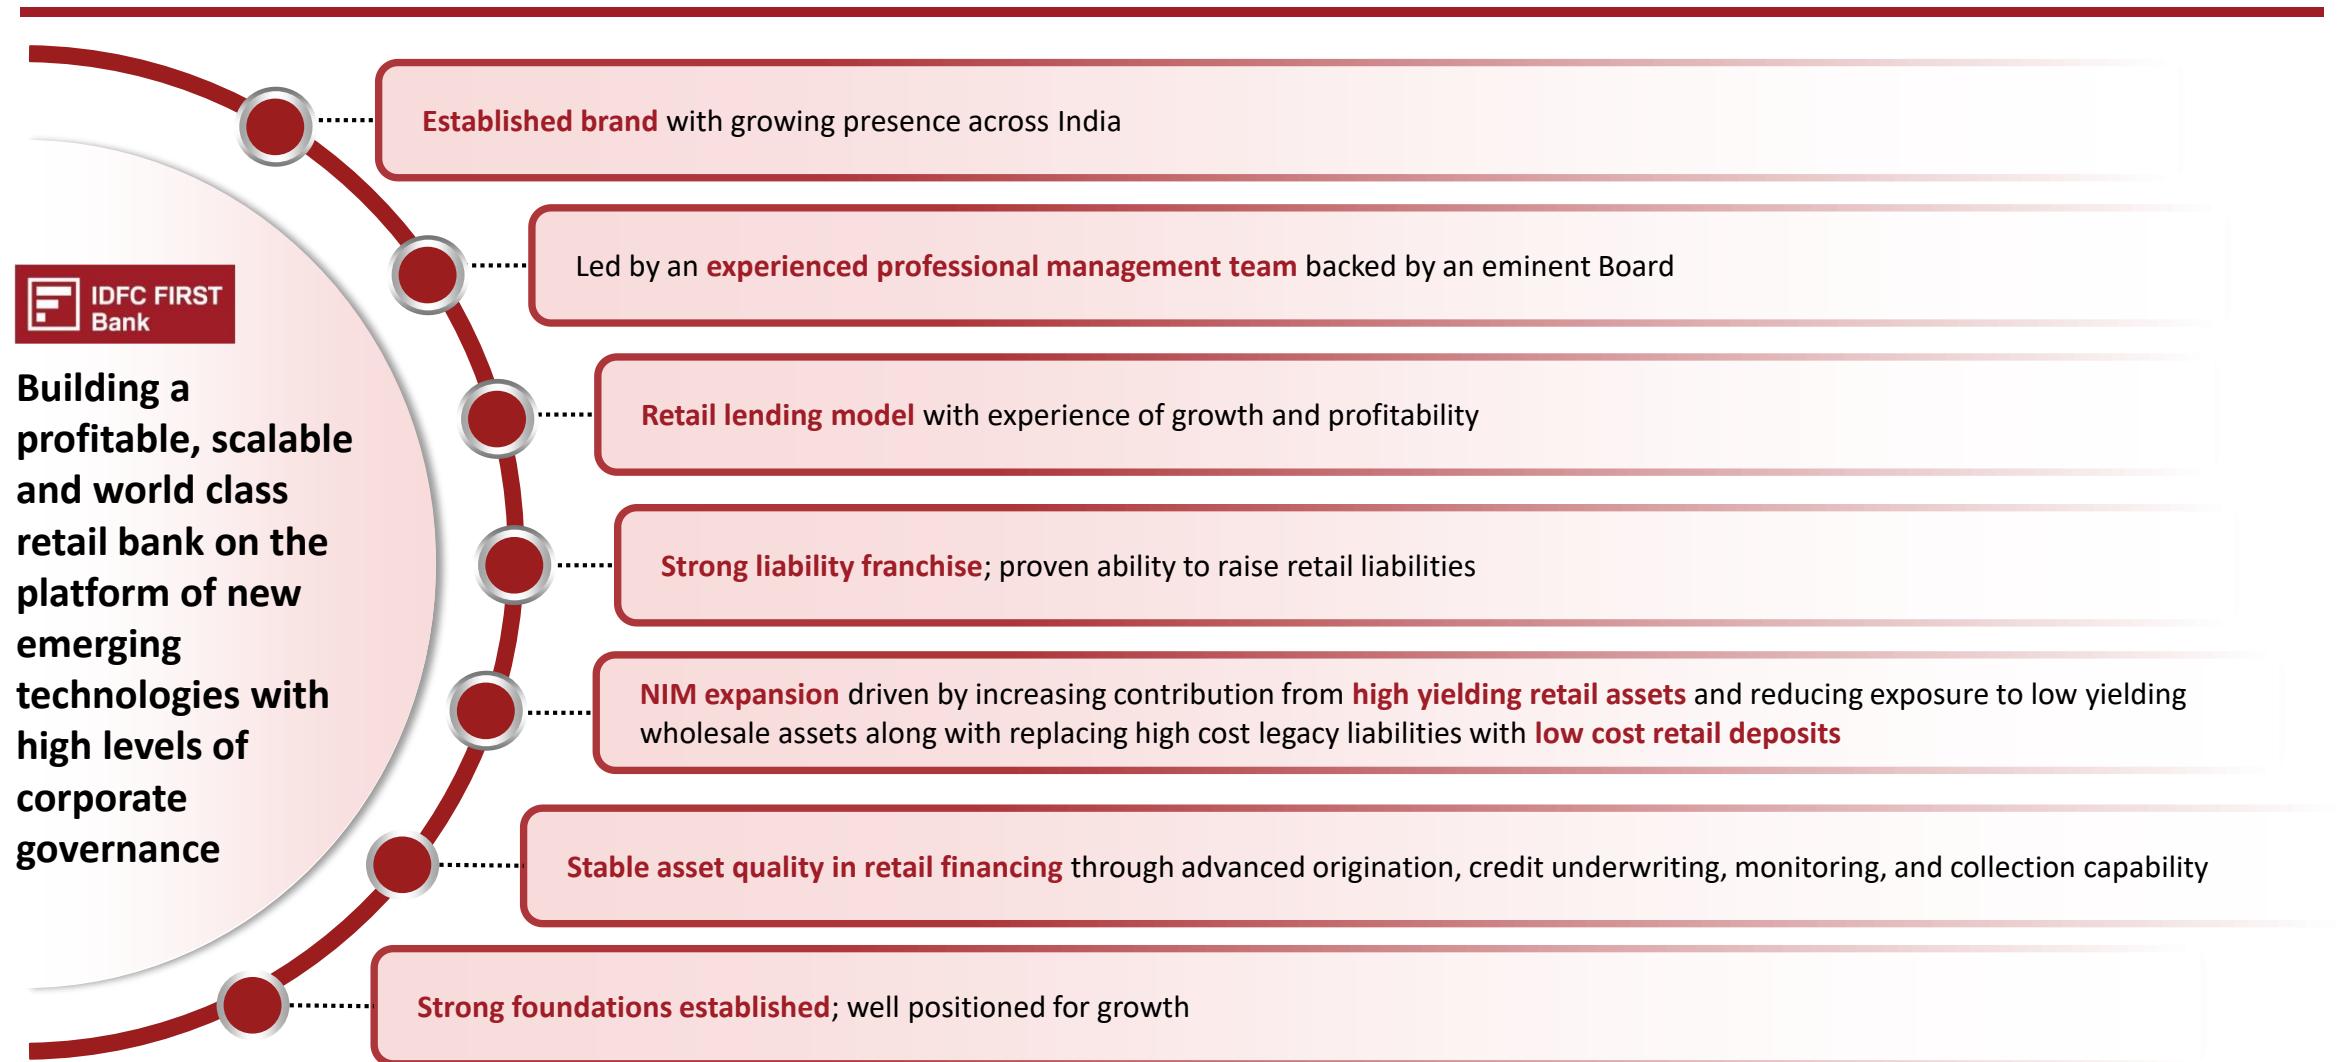 IDFC FIRST
Bank
Building a
profitable, scalable
and world class
retail bank on the
platform of new
emerging
technologies with
high levels of
corporate
governance
Established brand with growing presence across India
Led by an experienced professional management team backed by an eminent Board
Retail lending model with experience of growth and profitability
Strong liability franchise; proven ability to raise retail liabilities
NIM expansion driven by increasing contribution from high yielding retail assets and reducing exposure to low yielding
wholesale assets along with replacing high cost legacy liabilities with low cost retail deposits
Stable asset quality in retail financing through advanced origination, credit underwriting, monitoring, and collection capability
Strong foundations established; well positioned for growth